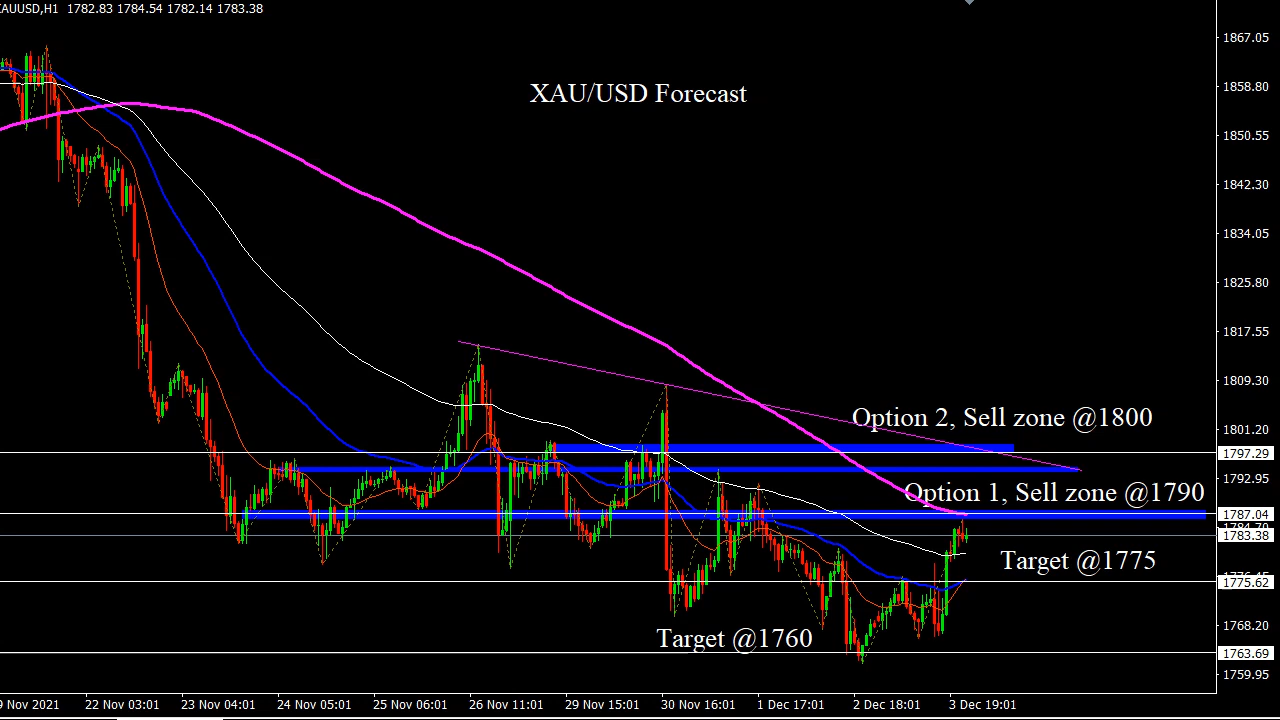 AUUSD,H1 1782.83 1784.54 1782.14 1783.38
XAU/USD Forecast
1867.05
1858.80
1850.55
1842.30
1834.05
1825.80
1817.55
1809.30
Option 2, Sell zone @1800
1801.20
1797.29
1792.95
Option 1, Sell zone @1790
1787.04
1784.70
1783.38
Target @1775
1775.62
1768.20
Target @1760
1763.69
1759.95
9 Nov 2021
22 Nov 03:01
23 Nov 04:01
24 Nov 05:01
25 Nov 06:01
26 Nov 11:01
29 Nov 15:01
30 Nov 16:01
1 Dec 17:01
2 Dec 18:01
3 Dec 19:01